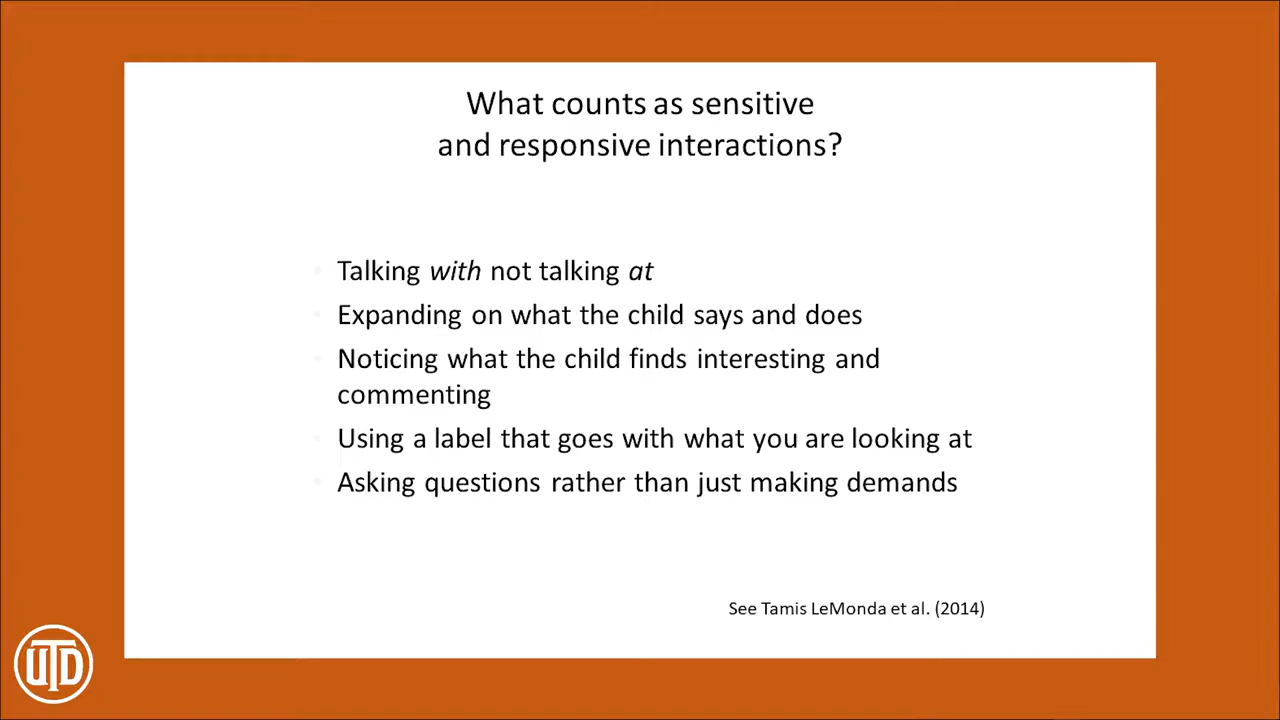 What counts as sensitive
and responsive interactions?
• Talking with not talking at
• Expanding on what the child says and does
• Noticing what the child finds interesting and
commenting
• Using a label that goes with what you are looking at
• Asking questions rather than just making demands
See Tamis LeMonda et al. (2014)
UTD